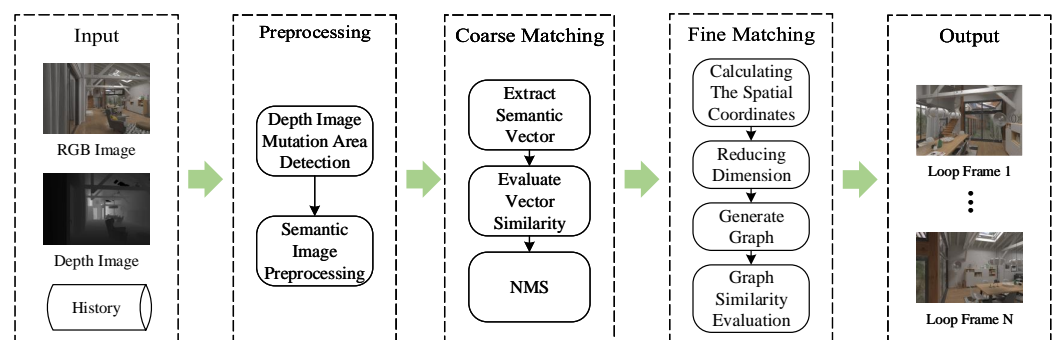 Input
RGB Image
Depth Image
History
Preprocessing
Depth Image
Mutation Area
Detection
Semantic
Image
Preprocessing
Coarse Matching
Extract
Semantic
Vector
Evaluate
Vector
Similarity
NMS
Fine Matching
Calculating
The Spatial
Coordinates
Reducing
Dimension
Generate
Graph
Graph
Similarity
Evaluation
Output
Loop Frame 1
Loop Frame N